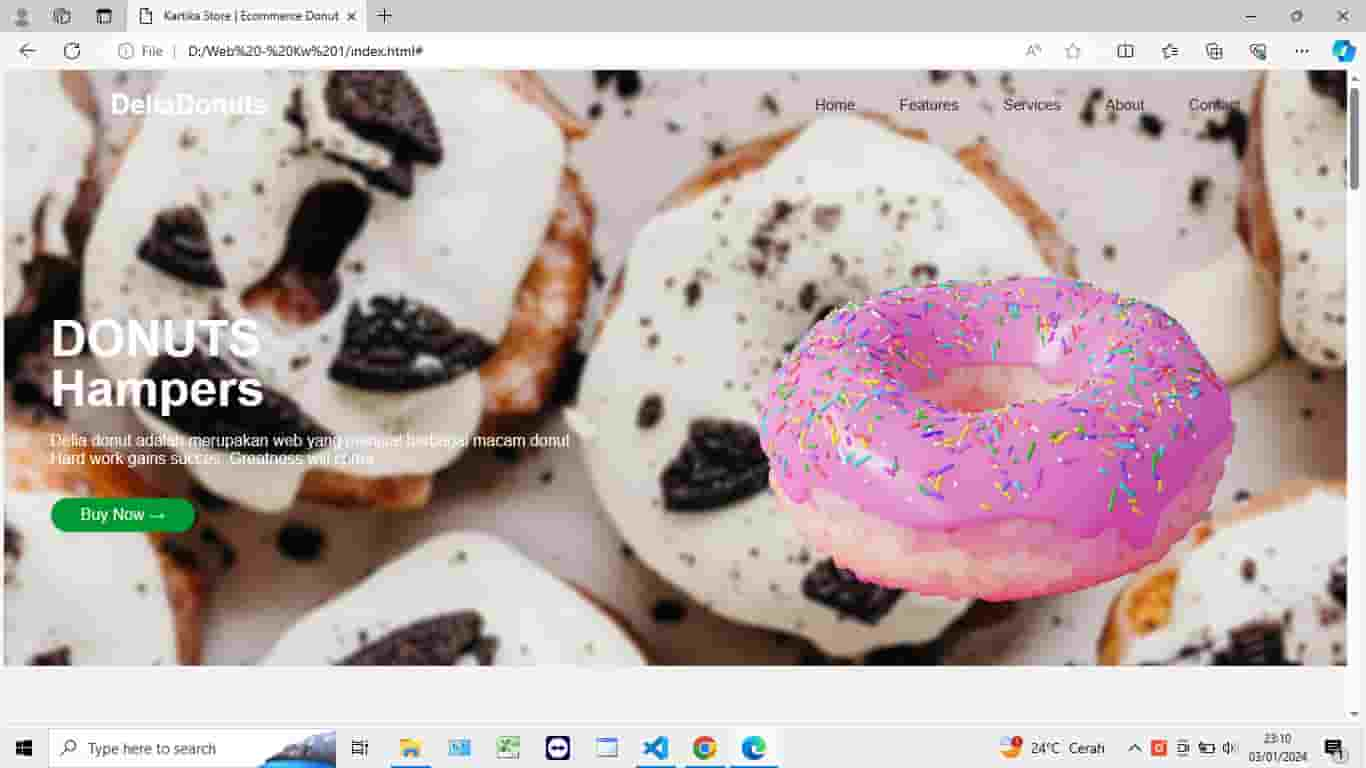 Kartika Store | Ecommerce Donut
File
D:/Web%20-%20Kw%201/index.html#
DeliaDonuts
Home Features Services About Contact
DONUTS
Hampers
Delia donut adalah merupakan web yang menjual berbagai macam donut
Hard work gains succes. Greatness will come
Buy Now →
Type here to search
24°C Cerah
23:10
03/01/2024